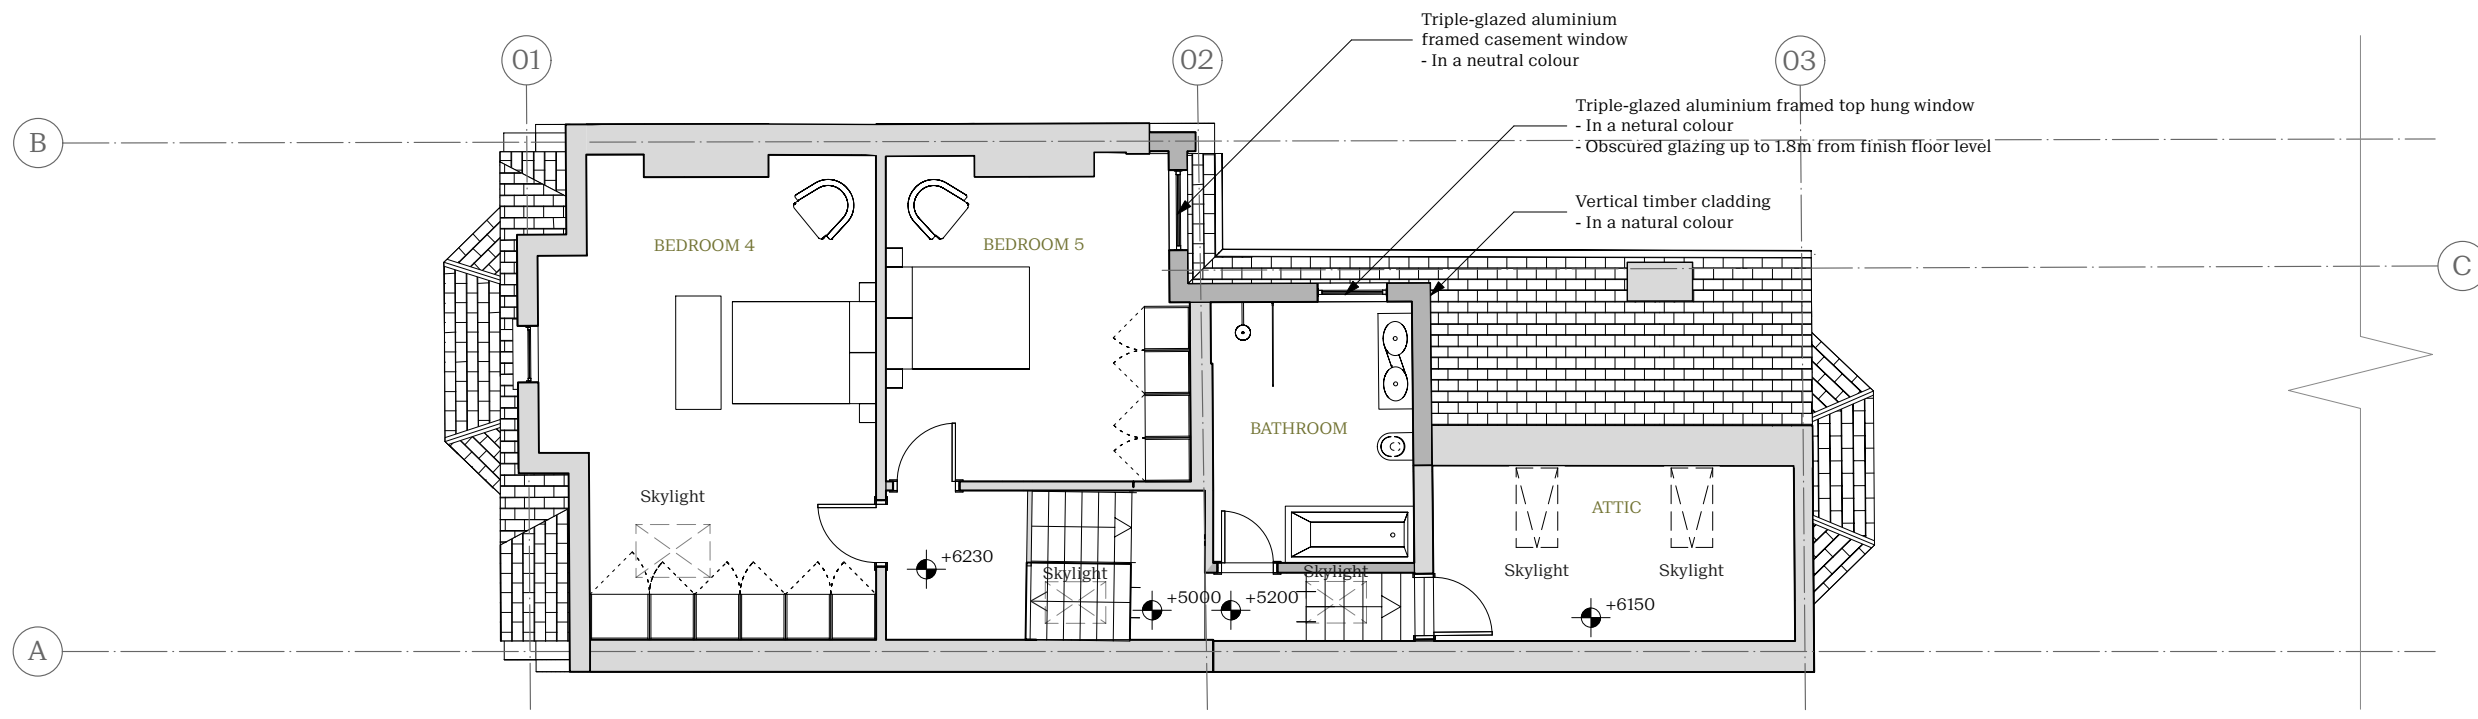 Triple-glazed aluminium
framed casement window
- In a neutral colour
01
02
03
Triple-glazed aluminium framed top hung window
- In a netural colour
- Obscured glazing up to 1.8m from finish floor level
B
Vertical timber cladding
- In a natural colour
BEDROOM 4
BEDROOM 5
C
BATHROOM
Skylight
ATTIC
+6230
Skylight
Skylight
Skylight
Skylight
+5000
+5200
+6150
A